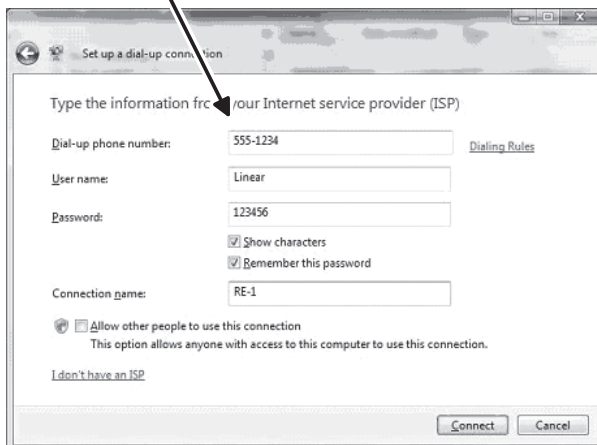 Set up a dial-up conn tion
Type the information fro your Internet service provider (ISP)
Dial-up phone number: 555-1234 Dialing Rules
User name: Linear
Password: 123456
Show characters
Remember this password
Connection name: RE-1
Allow other people to use this connection
This option allows anyone with access to this computer to use this connection.
I don't have an ISP
Connect Cancel